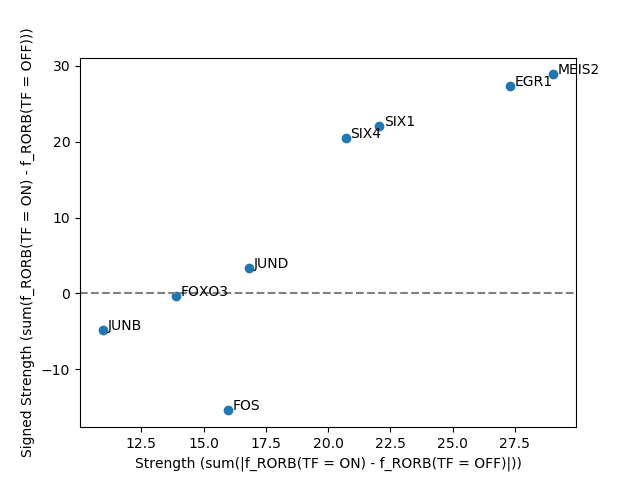 Signed Strength (sum(f_RORB(TF = ON) - f_RORB(TF = OFF)))
30
20
10
0
−10
MEIS2
EGR1
SIX1
SIX4
JUND
FOXO3
JUNB
FOS
12.5 15.0 17.5 20.0 22.5 25.0 27.5
Strength (sum(|f_RORB(TF = ON) - f_RORB(TF = OFF)|))